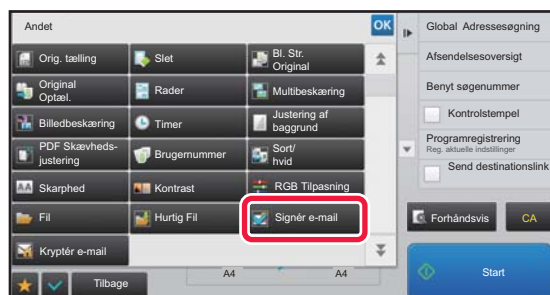 Andet
OK
Orig. tælling
Slet
Bl. Str.
Original
Original
Optæl.
Rader
Multibeskæring
Billedbeskæring
Timer
Justering af
baggrund
PDF Skævheds-
justering
Brugernummer
Sort/
hvid
AA Skarphed
Kontrast
RGB Tilpasning
Fil
Hurtig Fil
Signér e-mail
Kryptér e-mail
Tilbage
A4
A4
Global Adressesøgning
Afsendelsesoversigt
Benyt søgenummer
Kontrolstempel
Programregistrering
Reg. aktuelle indstillinger
Send destinationslink
Forhåndsvis
CA
Start